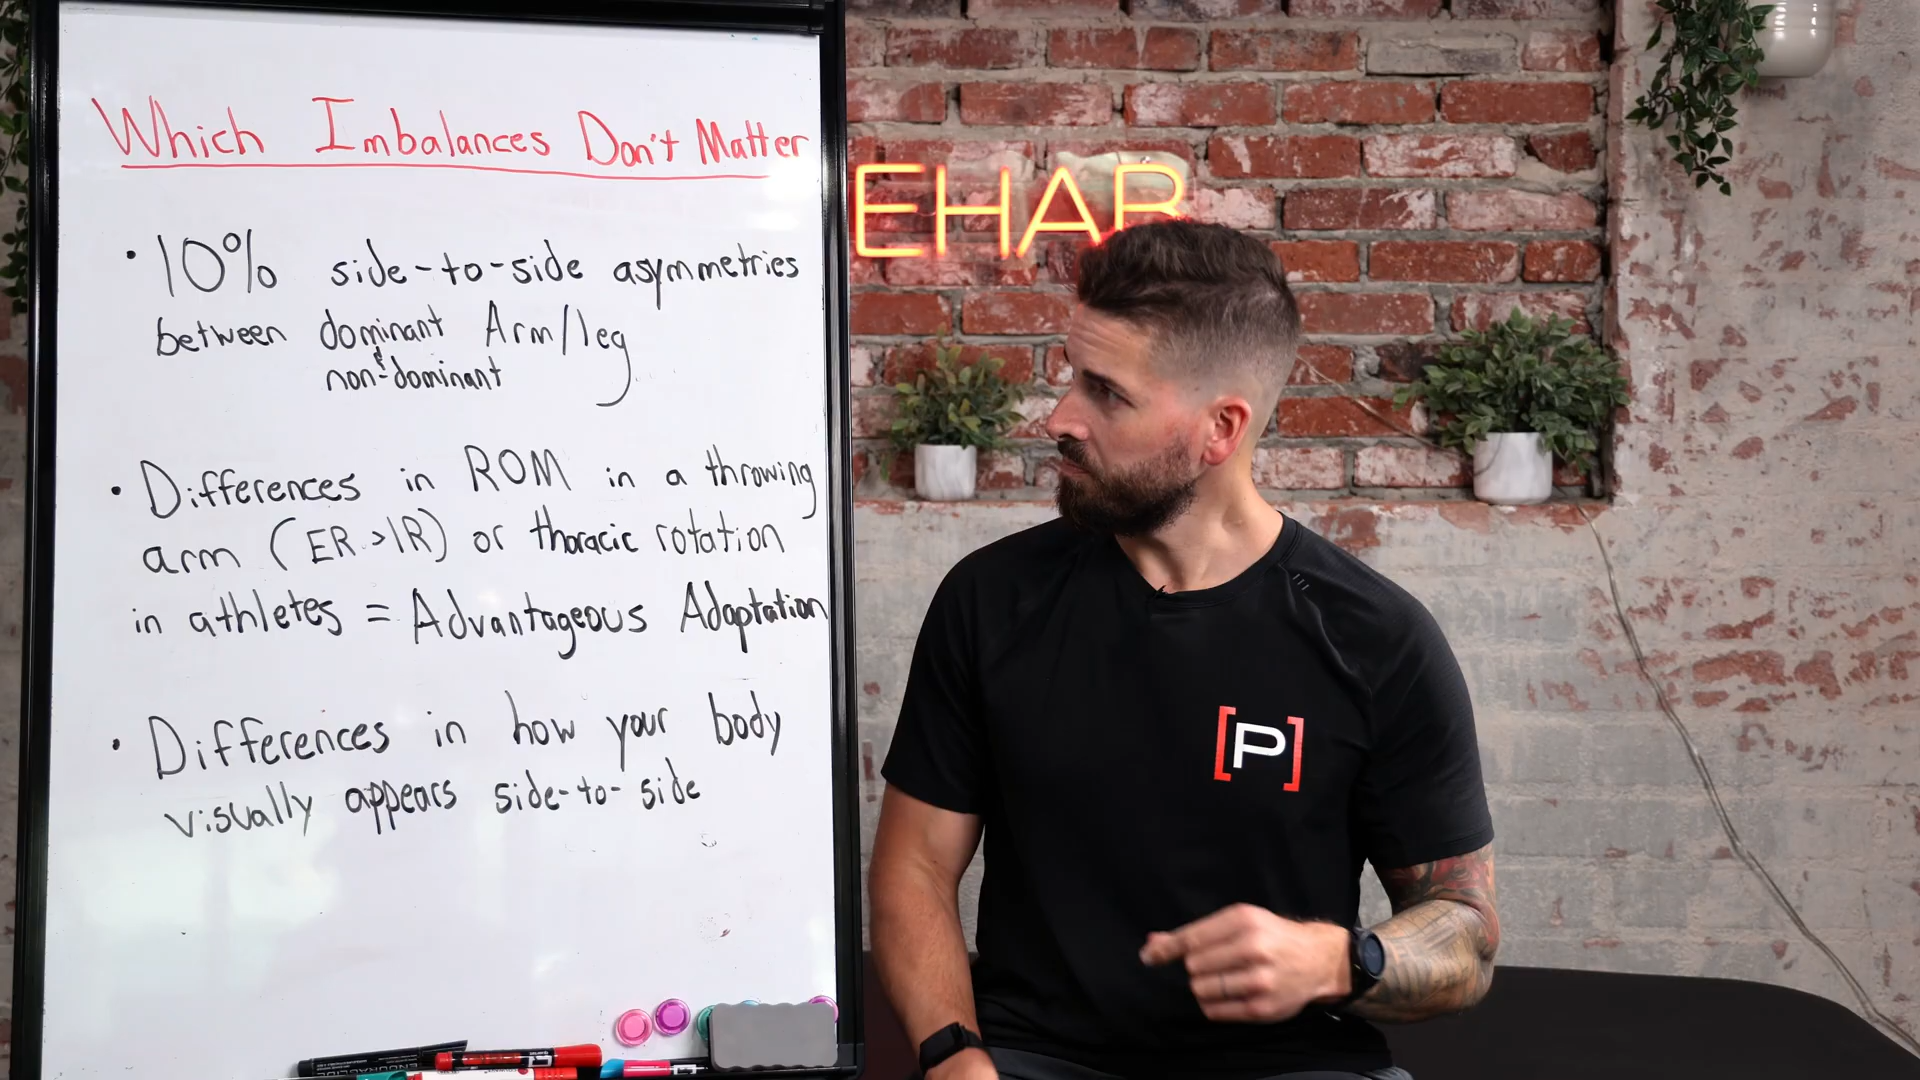 Which Imbalances Don't Matter
• 10% side-to-side asymmetries
between dominant Arm/leg
& non-dominant
• Differences in ROM in a throwing
arm (ER > IR) or thoracic rotation
in athletes = Advantageous Adaptation
• Differences in how your body
visually appears side-to-side
EHAB
[P]